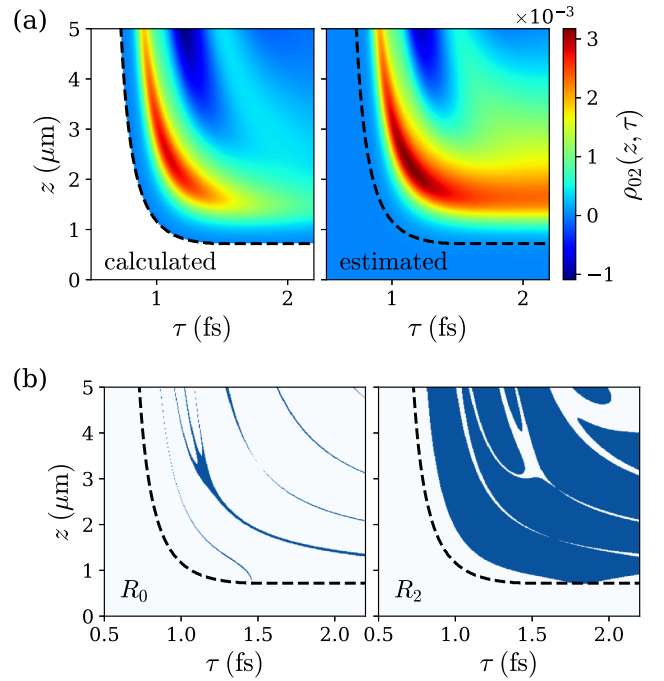 (a)
×10⁻³
5
4
3
2
1
0
z (μm)
calculated
estimated
1
2
1
2
τ (fs)
τ (fs)
3
2
1
0
−1
ρ₀₂(z, τ)
(b)
5
4
3
2
1
0
z (μm)
R₀
R₂
0.5
1.0
1.5
2.0
0.5
1.0
1.5
2.0
τ (fs)
τ (fs)